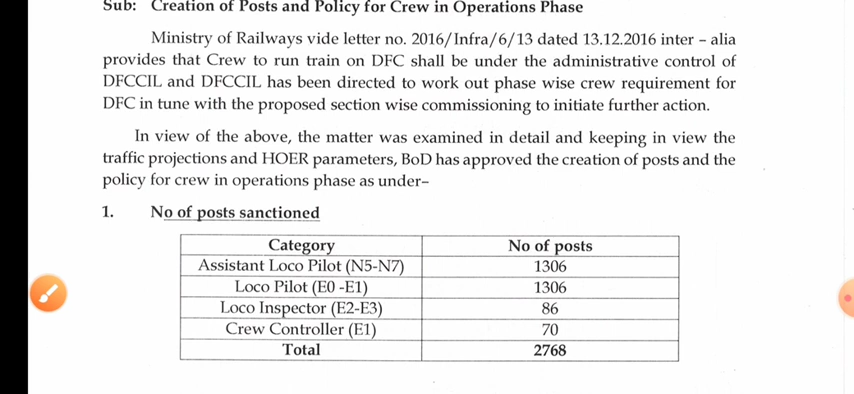 Sub: Creation of Posts and Policy for Crew in Operations Phase
Ministry of Railways vide letter no. 2016/Infra/6/13 dated 13.12.2016 inter – alia
provides that Crew to run train on DFC shall be under the administrative control of
DFCCIL and DFCCIL has been directed to work out phase wise crew requirement for
DFC in tune with the proposed section wise commissioning to initiate further action.
In view of the above, the matter was examined in detail and keeping in view the
traffic projections and HOER parameters, BoD has approved the creation of posts and the
policy for crew in operations phase as under–
1. No of posts sanctioned
Category No of posts
Assistant Loco Pilot (N5-N7) 1306
Loco Pilot (E0 -E1) 1306
Loco Inspector (E2-E3) 86
Crew Controller (E1) 70
Total 2768